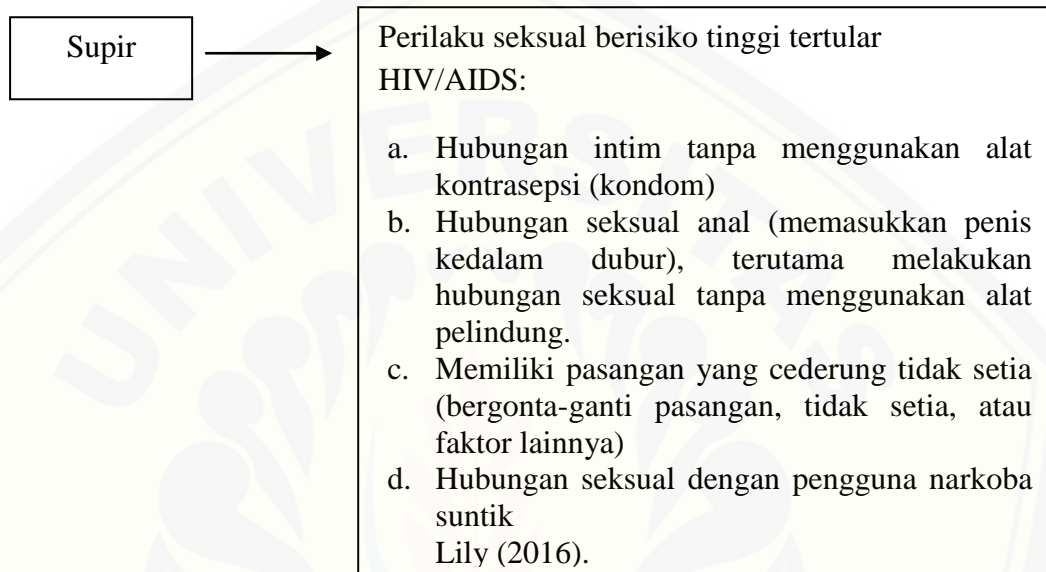 Supir
Perilaku seksual berisiko tinggi tertular
HIV/AIDS:
a. Hubungan intim tanpa menggunakan alat
kontrasepsi (kondom)
b. Hubungan seksual anal (memasukkan penis
kedalam dubur), terutama melakukan
hubungan seksual tanpa menggunakan alat
pelindung.
c. Memiliki pasangan yang cederung tidak setia
(bergonta-ganti pasangan, tidak setia, atau
faktor lainnya)
d. Hubungan seksual dengan pengguna narkoba
suntik
Lily (2016).
UNIVERSITAS